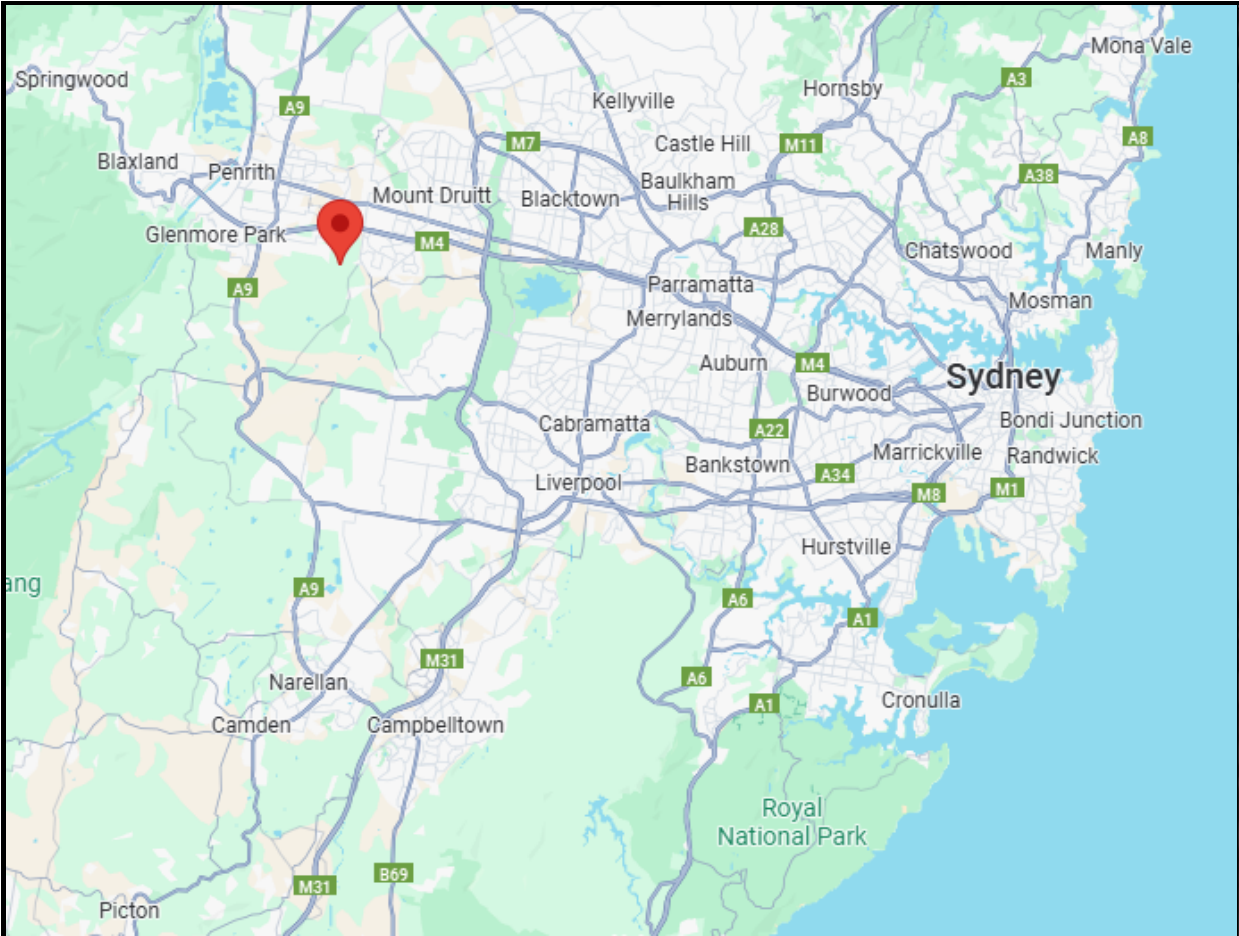 Mona Vale
Springwood
A3
Hornsby
Kellyville
A9
A8
M7
Castle Hill
M11
Blaxland
Penrith
A38
Baulkham
Hills
Mount Druitt
Blacktown
A28
Glenmore Park
M4
Chatswood
Manly
A9
Parramatta
Mosman
Merrylands
Auburn
M4
Sydney
Burwood
Bondi Junction
Cabramatta
A22
Marrickville
Randwick
Bankstown
A34
Liverpool
M8
M1
Hurstville
ang
A9
A6
A1
M31
A6
Narellan
Cronulla
A1
Camden
Campbelltown
Royal
National Park
B69
M31
Picton